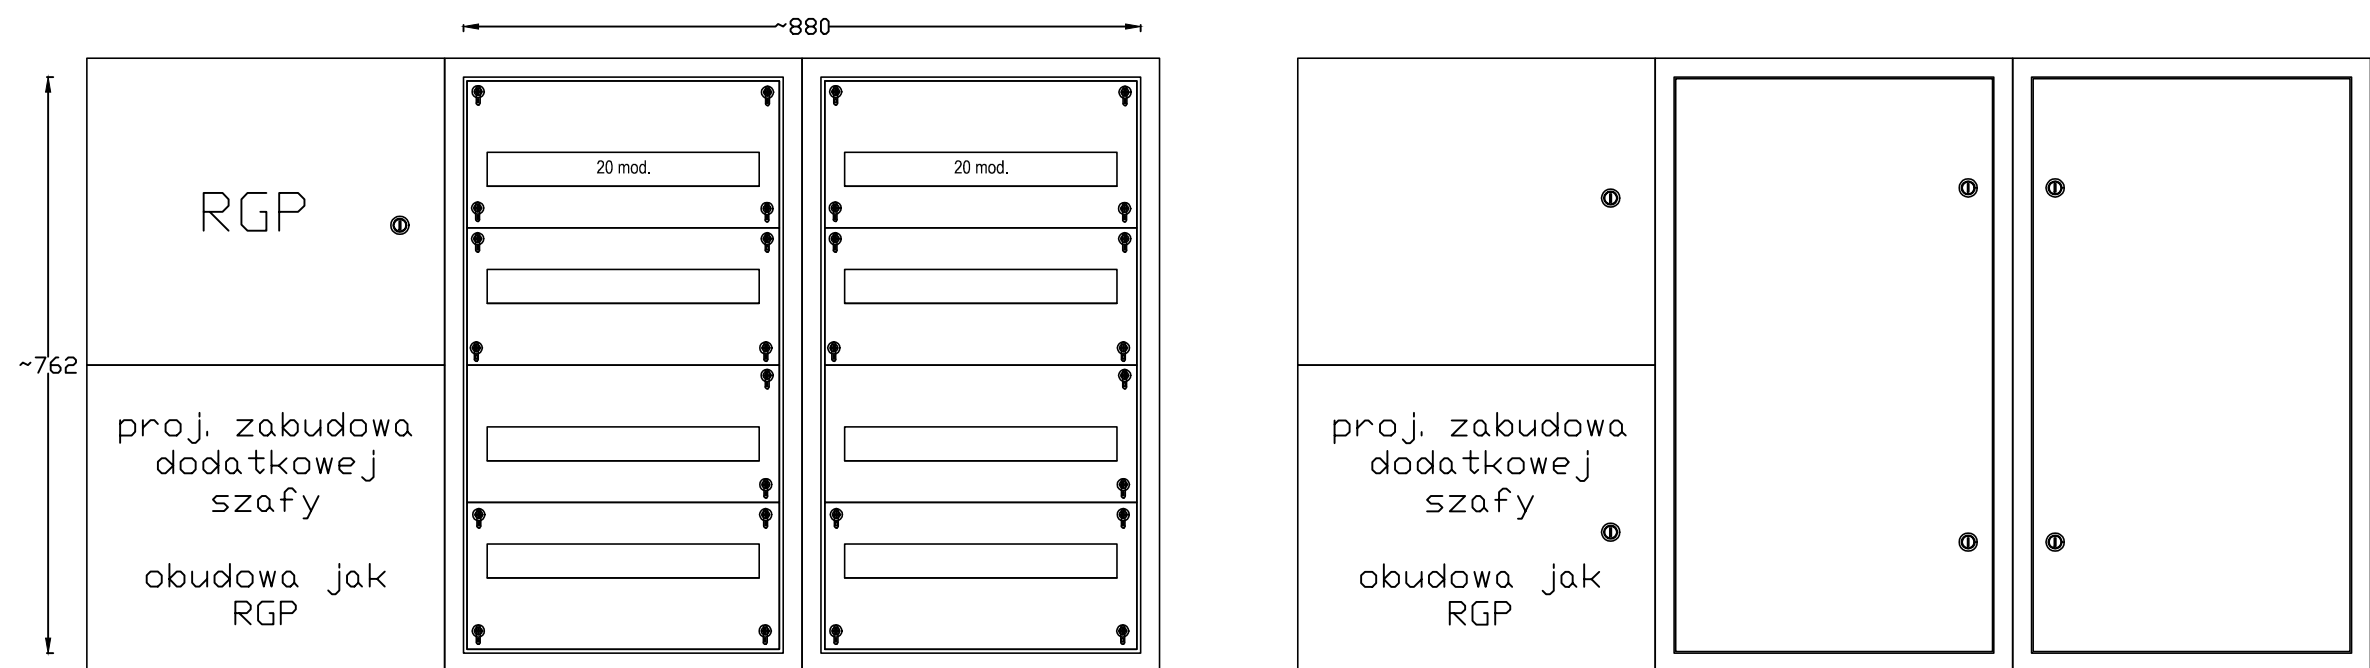 ~880
RGP
20 mod.
20 mod.
~762
proj. zabudowa
dodatkowej
szafy
obudowa jak
RGP
proj. zabudowa
dodatkowej
szafy
obudowa jak
RGP